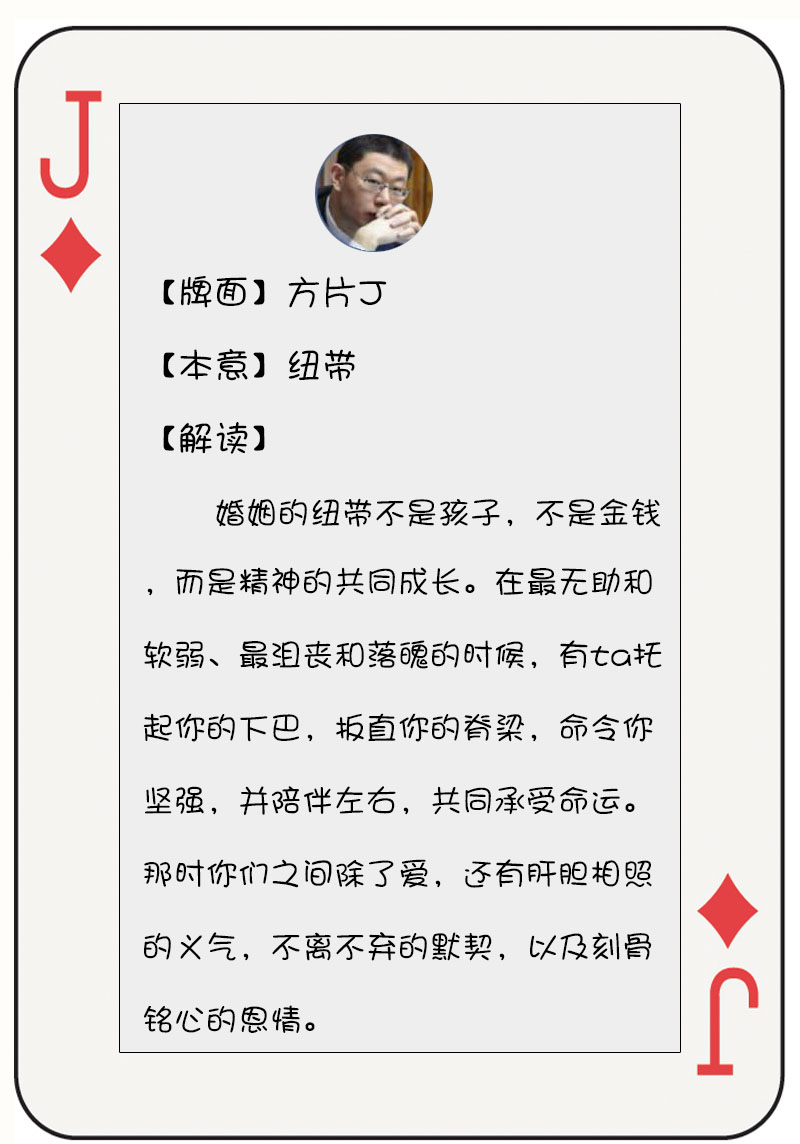 J
【牌面】方片J
【本意】纽带
【解读】
婚姻的纽带不是孩子，不是金钱
，而是精神的共同成长。在最无助和
软弱、最沮丧和落魄的时候，有ta托
起你的下巴，扳直你的脊梁，命令你
坚强，并陪伴左右，共同承受命运。
那时你们之间除了爱，还有肝胆相照
的义气，不离不弃的默契，以及刻骨
铭心的恩情。
J